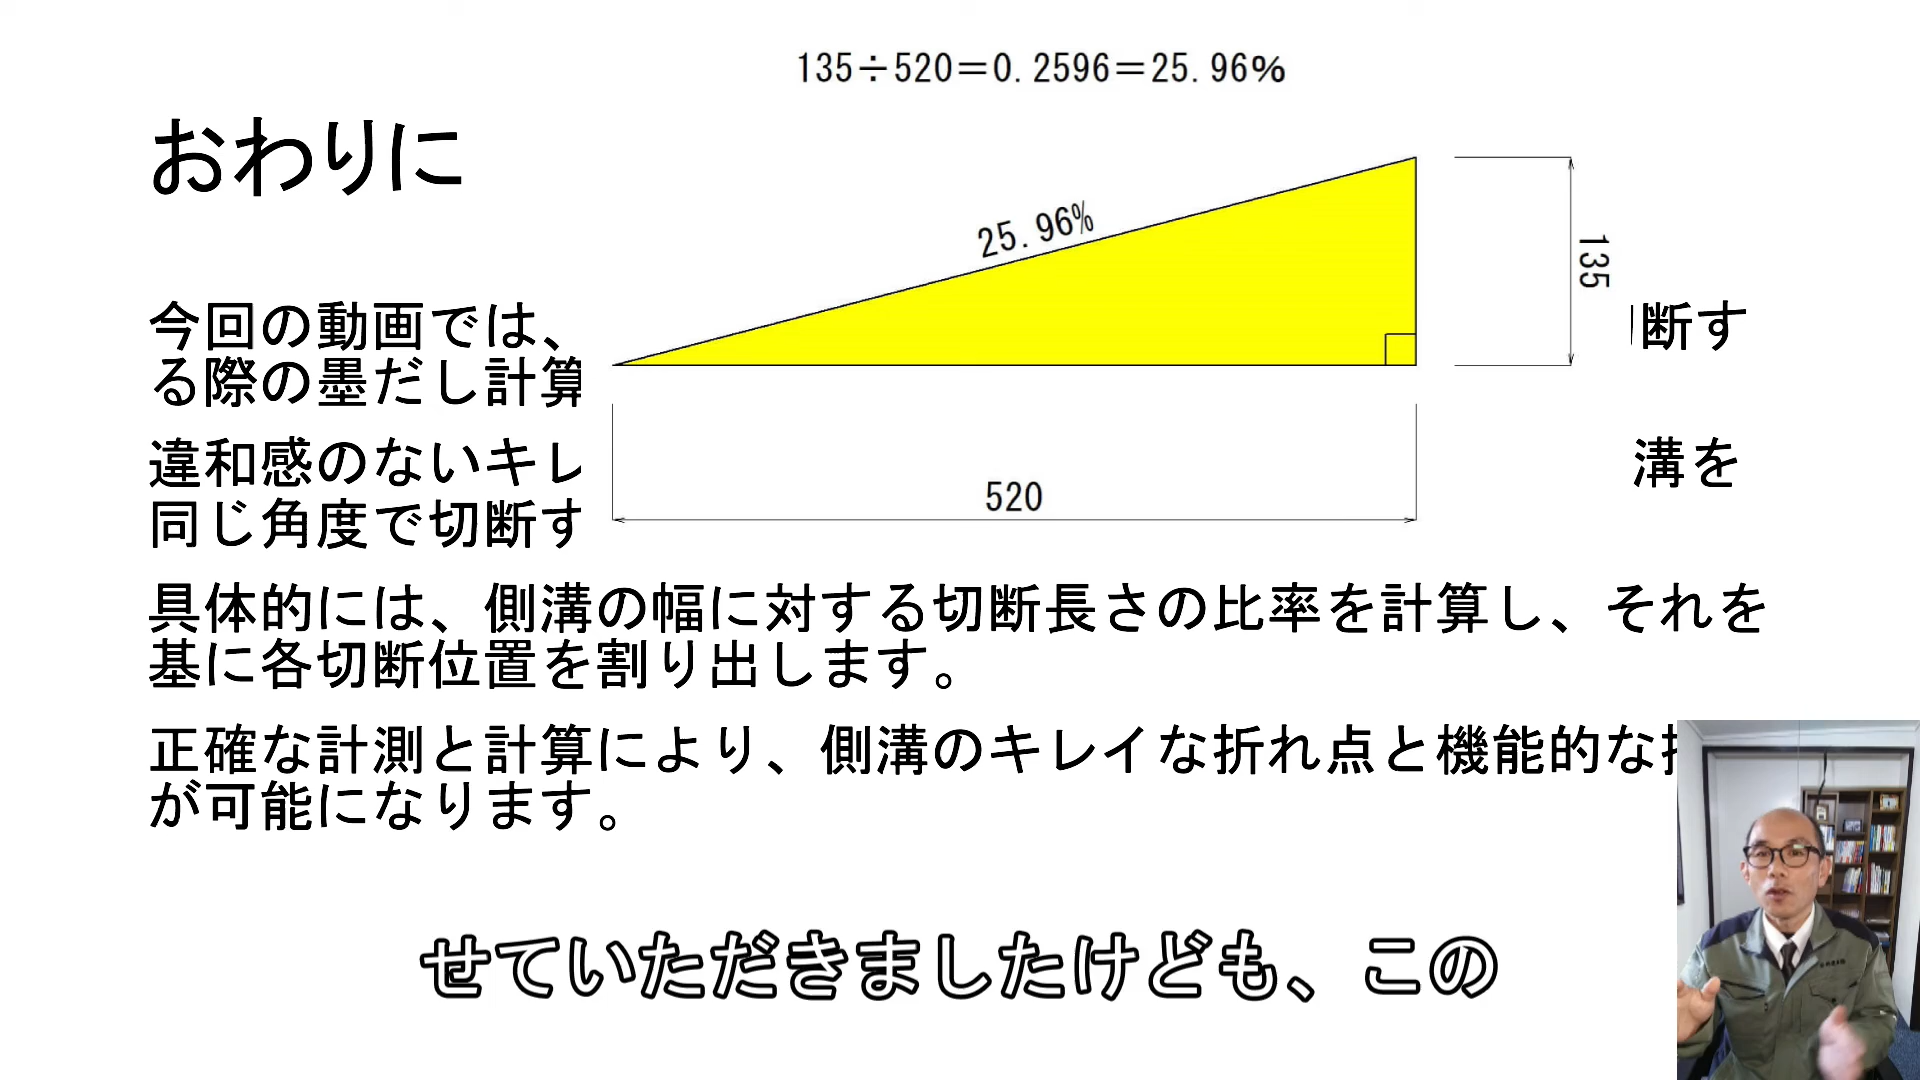 135÷520＝0.2596＝25.96%
おわりに
25.96%
135
今回の動画では、
断す
る際の墨だし計算
違和感のないキレ
溝を
520
同じ角度で切断す
具体的には、側溝の幅に対する切断長さの比率を計算し、それを
基に各切断位置を割り出します。
正確な計測と計算により、側溝のキレイな折れ点と機能的な
が可能になります。
せていただきましたけども、この